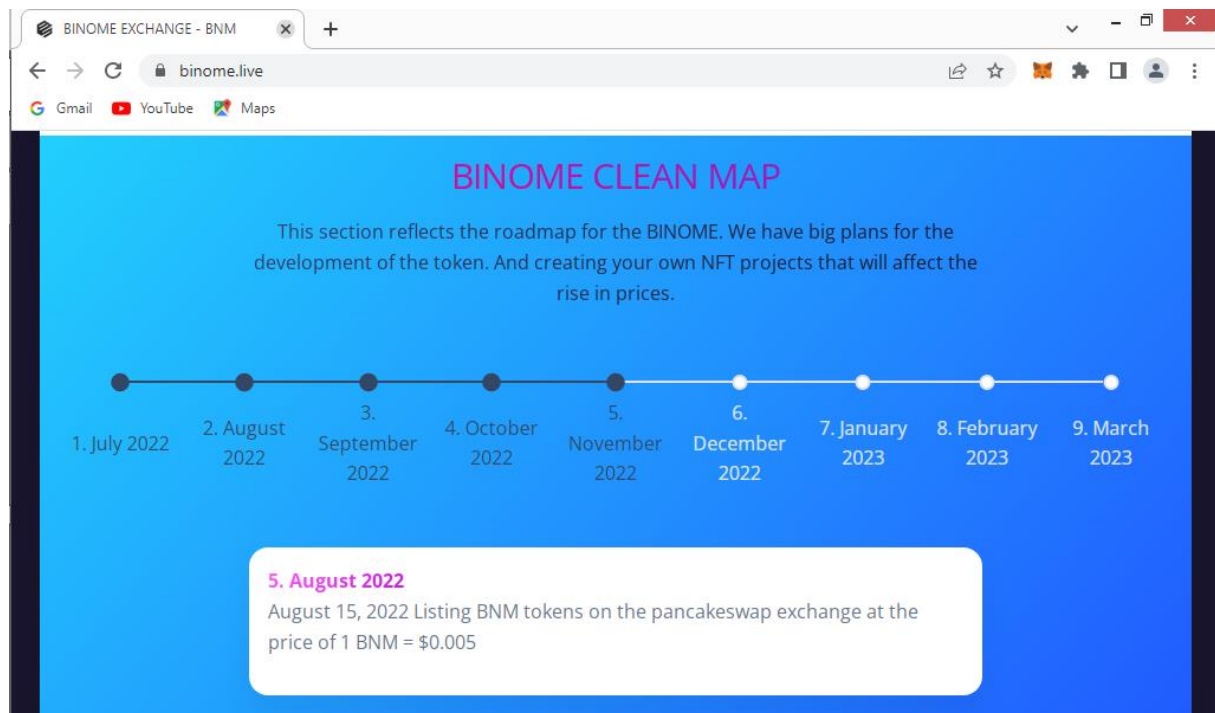 BINOME EXCHANGE - BNM
binome.live
Gmail YouTube Maps
BINOME CLEAN MAP
This section reflects the roadmap for the BINOME. We have big plans for the
development of the token. And creating your own NFT projects that will affect the
rise in prices.
1. July 2022
2. August
2022
3.
September
2022
4. October
2022
5.
November
2022
6.
December
2022
7. January
2023
8. February
2023
9. March
2023
5. August 2022
August 15, 2022 Listing BNM tokens on the pancakeswap exchange at the
price of 1 BNM = $0.005